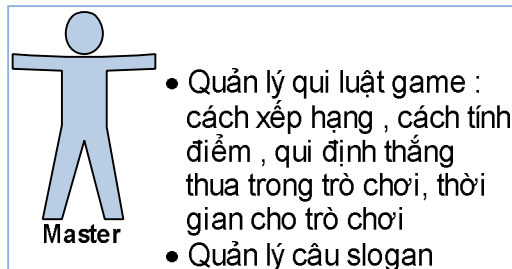 • Quản lý qui luật game :
cách xếp hạng , cách tính
điểm , qui định thắng
thua trong trò chơi, thời
gian cho trò chơi
Master
• Quản lý câu slogan